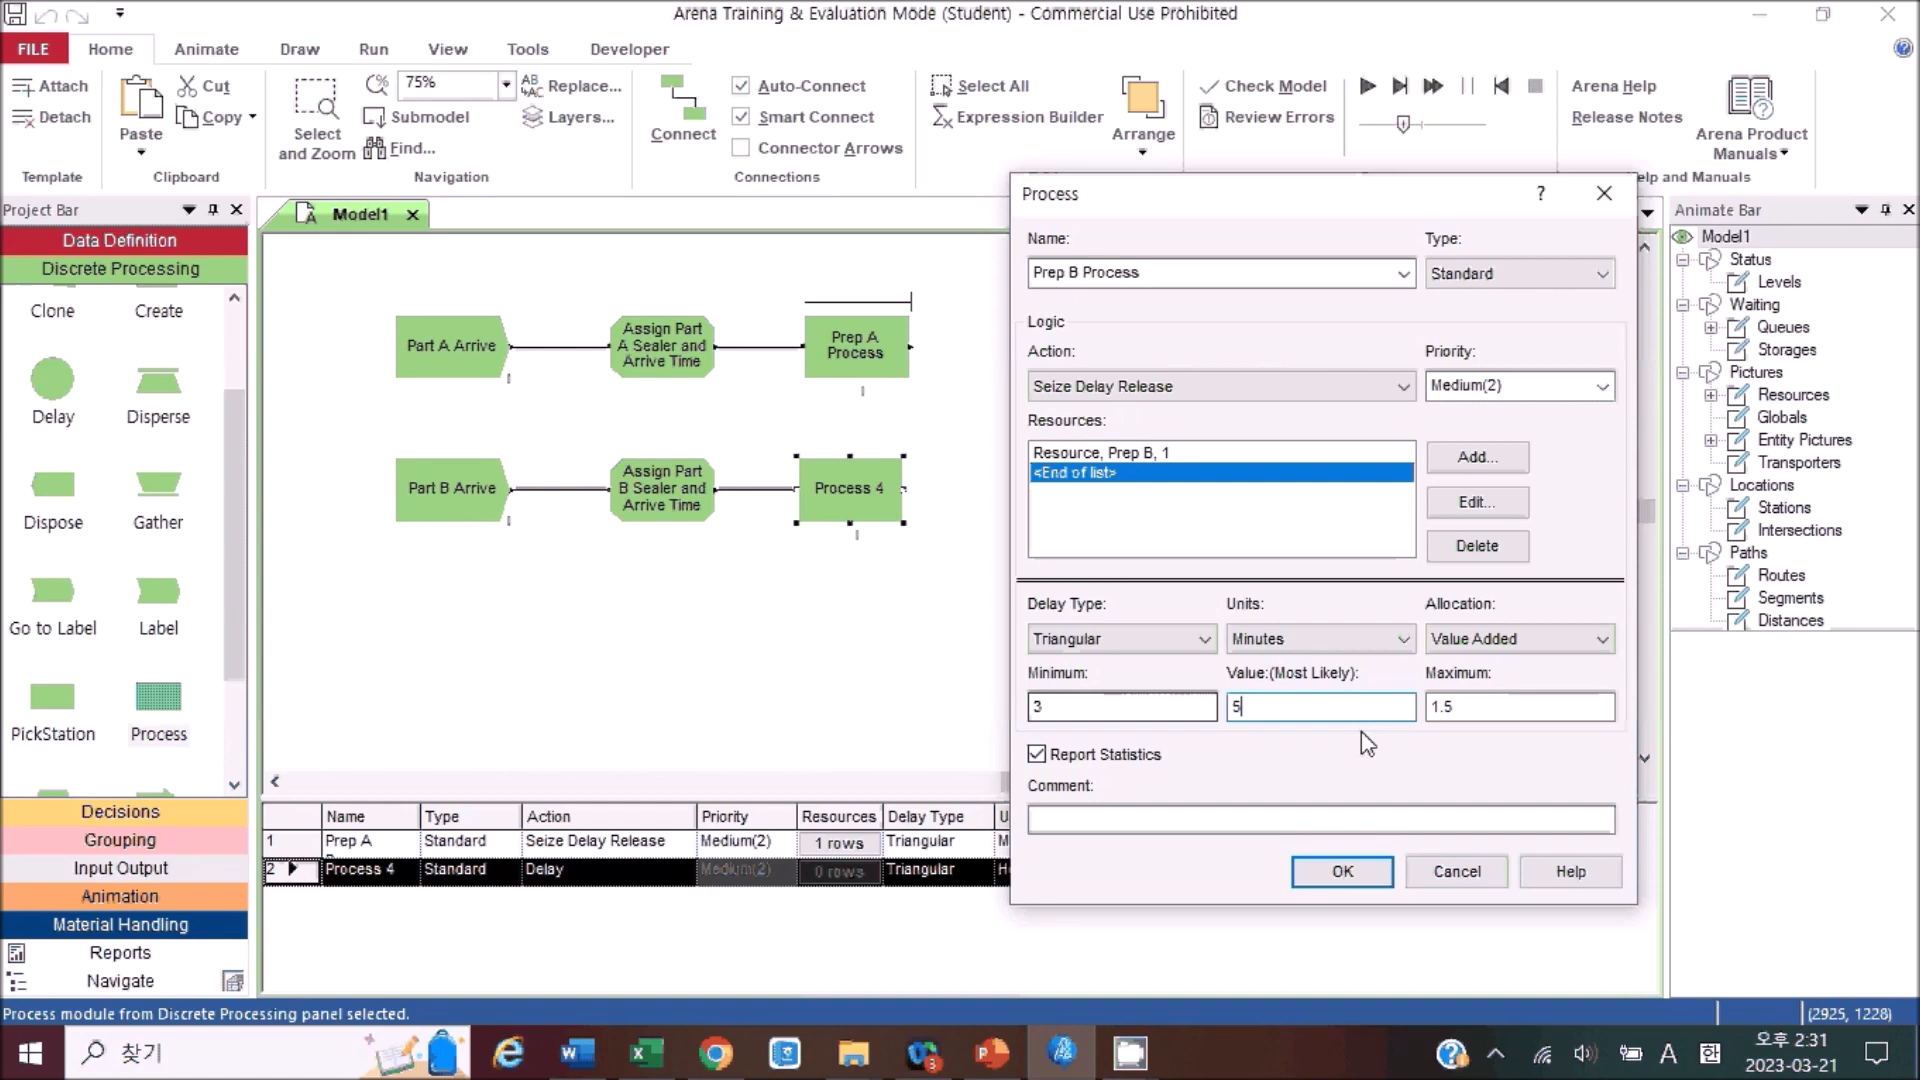 Arena Training & Evaluation Mode (Student) - Commercial Use Prohibited
FILE Home Animate Draw Run View Tools Developer
Attach
Detach
Template
Paste
Cut
Copy
Clipboard
Select
and Zoom
75%
Submodel
Find...
Replace...
Layers...
Navigation
Connect
Auto-Connect
Smart Connect
Connector Arrows
Connections
Select All
Expression Builder
Arrange
Check Model
Review Errors
Arena Help
Release Notes
Arena Product
Manuals
elp and Manuals
Project Bar
Data Definition
Discrete Processing
Clone Create
Delay Disperse
Dispose Gather
Go to Label Label
PickStation Process
Decisions
Grouping
Input Output
Animation
Material Handling
Reports
Navigate
Model1
Part A Arrive
Assign Part
A Sealer and
Arrive Time
Prep A
Process
Part B Arrive
Assign Part
B Sealer and
Arrive Time
Process 4
Name Type Action Priority Resources Delay Type U
1 Prep A Standard Seize Delay Release Medium(2) 1 rows Triangular M
2 Process 4 Standard Delay Medium(2) 0 rows Triangular H
Process
?
Name:
Type:
Prep B Process
Standard
Logic
Action:
Priority:
Seize Delay Release
Medium(2)
Resources:
Resource, Prep B, 1
<End of list>
Add...
Edit...
Delete
Delay Type:
Units:
Allocation:
Triangular
Minutes
Value Added
Minimum:
Value:(Most Likely):
Maximum:
3
5
1.5
Report Statistics
Comment:
OK
Cancel
Help
Animate Bar
Model1
Status
Levels
Waiting
Queues
Storages
Pictures
Resources
Globals
Entity Pictures
Transporters
Locations
Stations
Intersections
Paths
Routes
Segments
Distances
Process module from Discrete Processing panel selected.
(2925, 1228)
찾기
A
한
오후 2:31
2023-03-21